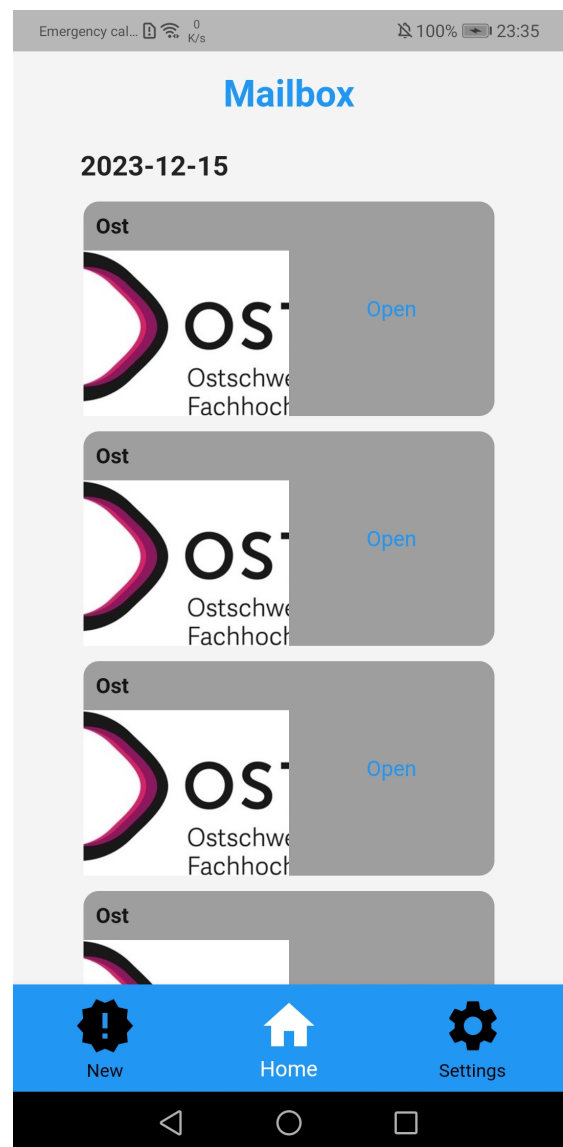 Emergency cal... 0 K/s 100% 23:35
Mailbox
2023-12-15
Ost
OST
Ostschwe
Fachhoch
Open
Ost
OST
Ostschwe
Fachhoch
Open
Ost
OST
Ostschwe
Fachhoch
Open
Ost
New Home Settings